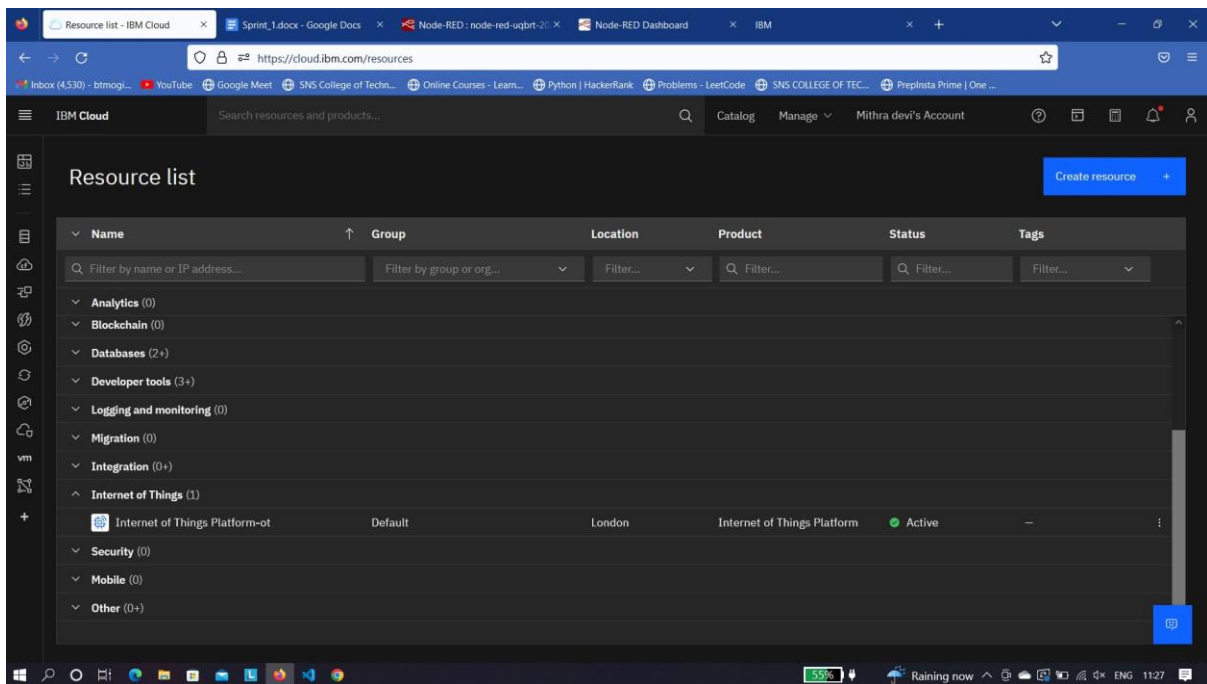 Resource list - IBM Cloud
Sprint_1.docx - Google Docs
Node-RED : node-red-uqbrt-20
Node-RED Dashboard
IBM
https://cloud.ibm.com/resources
Inbox (4,530) - btmogi...
YouTube
Google Meet
SNS College of Techn...
Online Courses - Learn...
Python | HackerRank
Problems - LeetCode
SNS COLLEGE OF TEC...
PrepInsta Prime | One ...
IBM Cloud
Search resources and products...
Catalog
Manage
Mithra devi's Account
Resource list
Create resource +
Name
Group
Location
Product
Status
Tags
Filter by name or IP address...
Filter by group or org...
Filter...
Filter...
Filter...
Filter...
Analytics (0)
Blockchain (0)
Databases (2+)
Developer tools (3+)
Logging and monitoring (0)
Migration (0)
Integration (0+)
Internet of Things (1)
Internet of Things Platform-ot
Default
London
Internet of Things Platform
Active
–
Security (0)
Mobile (0)
Other (0+)
vm
55%
Raining now
ENG
11:27